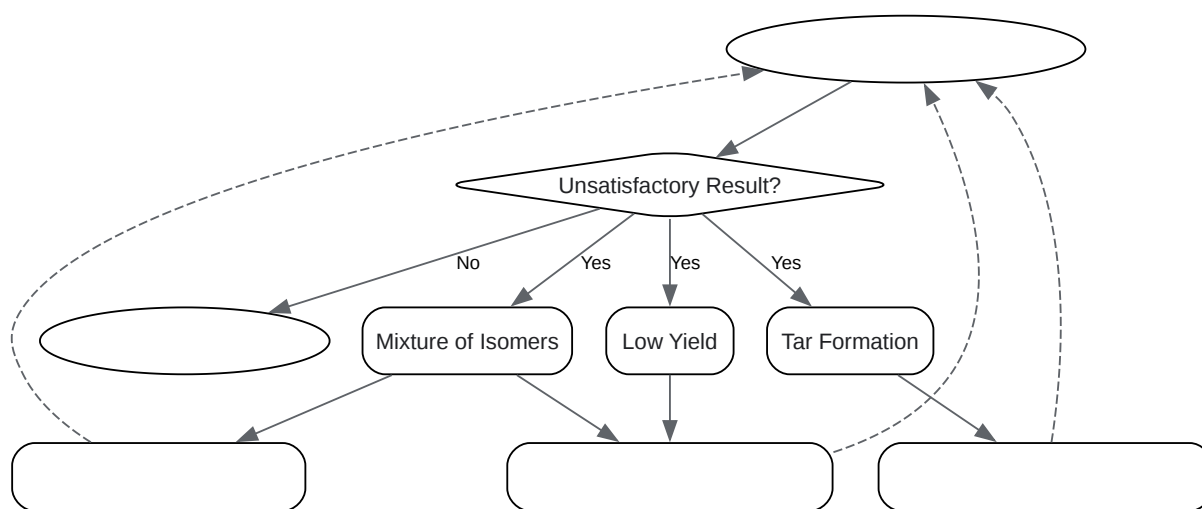 Unsatisfactory Result?
No
Yes
Yes
Yes
Mixture of Isomers
Low Yield
Tar Formation